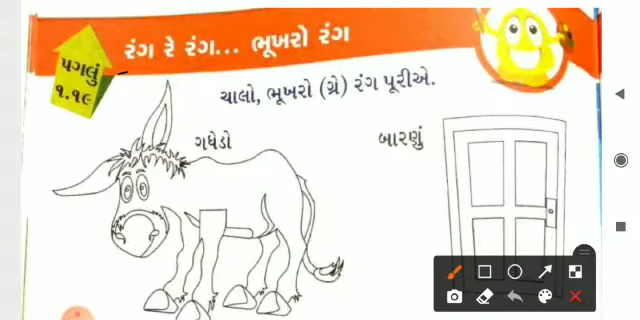 રંગ રે રંગ... ભૂખરો રંગ
પગલું
૧.૧૯
ચાલો, ભૂખરો (ગ્રે) રંગ પૂરીએ.
ગધેડો
બારણું